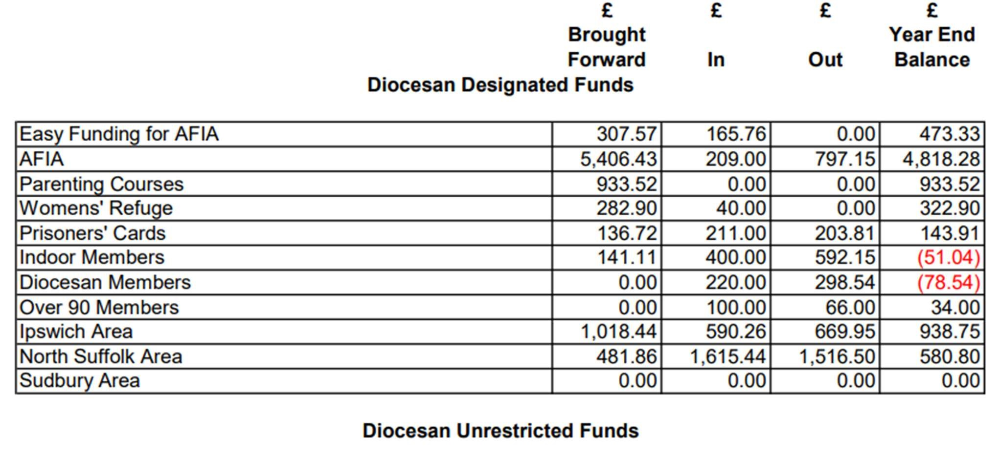 £ £ £ £
Brought Year End
Forward In Out Balance
Diocesan Designated Funds
Easy Funding for AFIA 307.57 165.76 0.00 473.33
AFIA 5,406.43 209.00 797.15 4,818.28
Parenting Courses 933.52 0.00 0.00 933.52
Womens' Refuge 282.90 40.00 0.00 322.90
Prisoners' Cards 136.72 211.00 203.81 143.91
Indoor Members 141.11 400.00 592.15 (51.04)
Diocesan Members 0.00 220.00 298.54 (78.54)
Over 90 Members 0.00 100.00 66.00 34.00
Ipswich Area 1,018.44 590.26 669.95 938.75
North Suffolk Area 481.86 1,615.44 1,516.50 580.80
Sudbury Area 0.00 0.00 0.00 0.00
Diocesan Unrestricted Funds